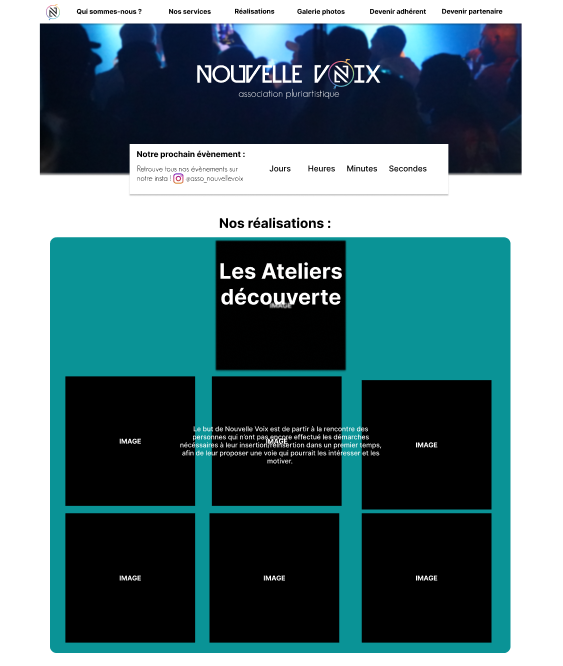 Qui sommes-nous ? Nos services Réalisations Galerie photos Devenir adhérent Devenir partenaire
NOUVELLE VOIX
association pluriartistique
Notre prochain évènement :
Retrouve tous nos évènements sur
notre insta ! @asso_nouvellevoix
Jours Heures Minutes Secondes
Nos réalisations :
Les Ateliers
découverte
IMAGE
Le but de Nouvelle Voix est de partir à la rencontre des
personnes qui n'ont pas encore effectué les démarches
nécéssaires à leur insertion/réinsertion dans un premier temps,
afin de leur proposer une voie qui pourrait les intéresser et les
motiver.
IMAGE IMAGE IMAGE
IMAGE IMAGE IMAGE